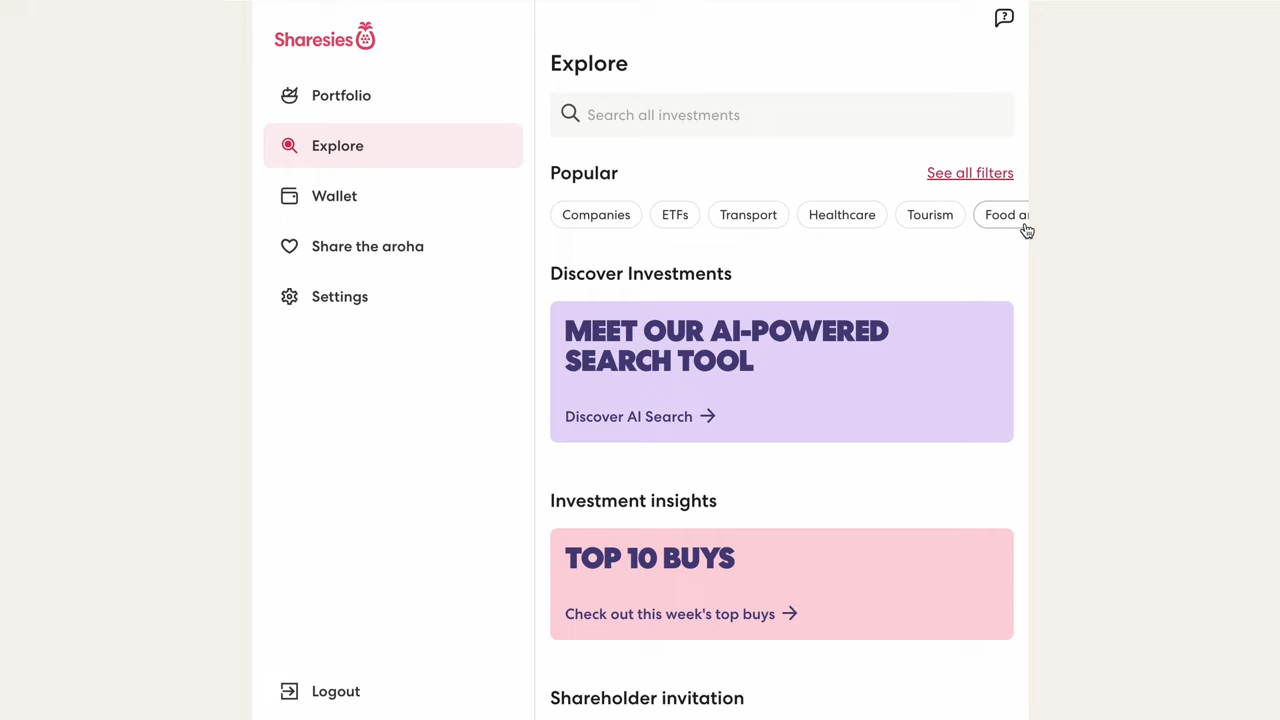 Sharesies
Portfolio
Explore
Wallet
Share the aroha
Settings
Logout
?
Explore
Search all investments
Popular
See all filters
Companies
ETFs
Transport
Healthcare
Tourism
Food
Discover Investments
MEET OUR AI-POWERED
SEARCH TOOL
Discover AI Search
Investment insights
TOP 10 BUYS
Check out this week's top buys
Shareholder invitation